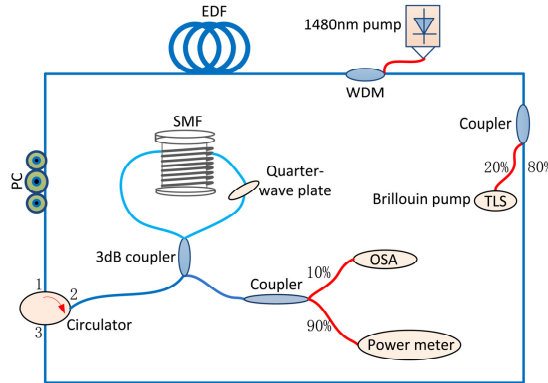 EDF
1480nm pump
WDM
Coupler
20%
80%
Brillouin pump
TLS
SMF
Quarter-
wave plate
PC
3dB coupler
Coupler
10%
OSA
90%
Power meter
1
2
3
Circulator